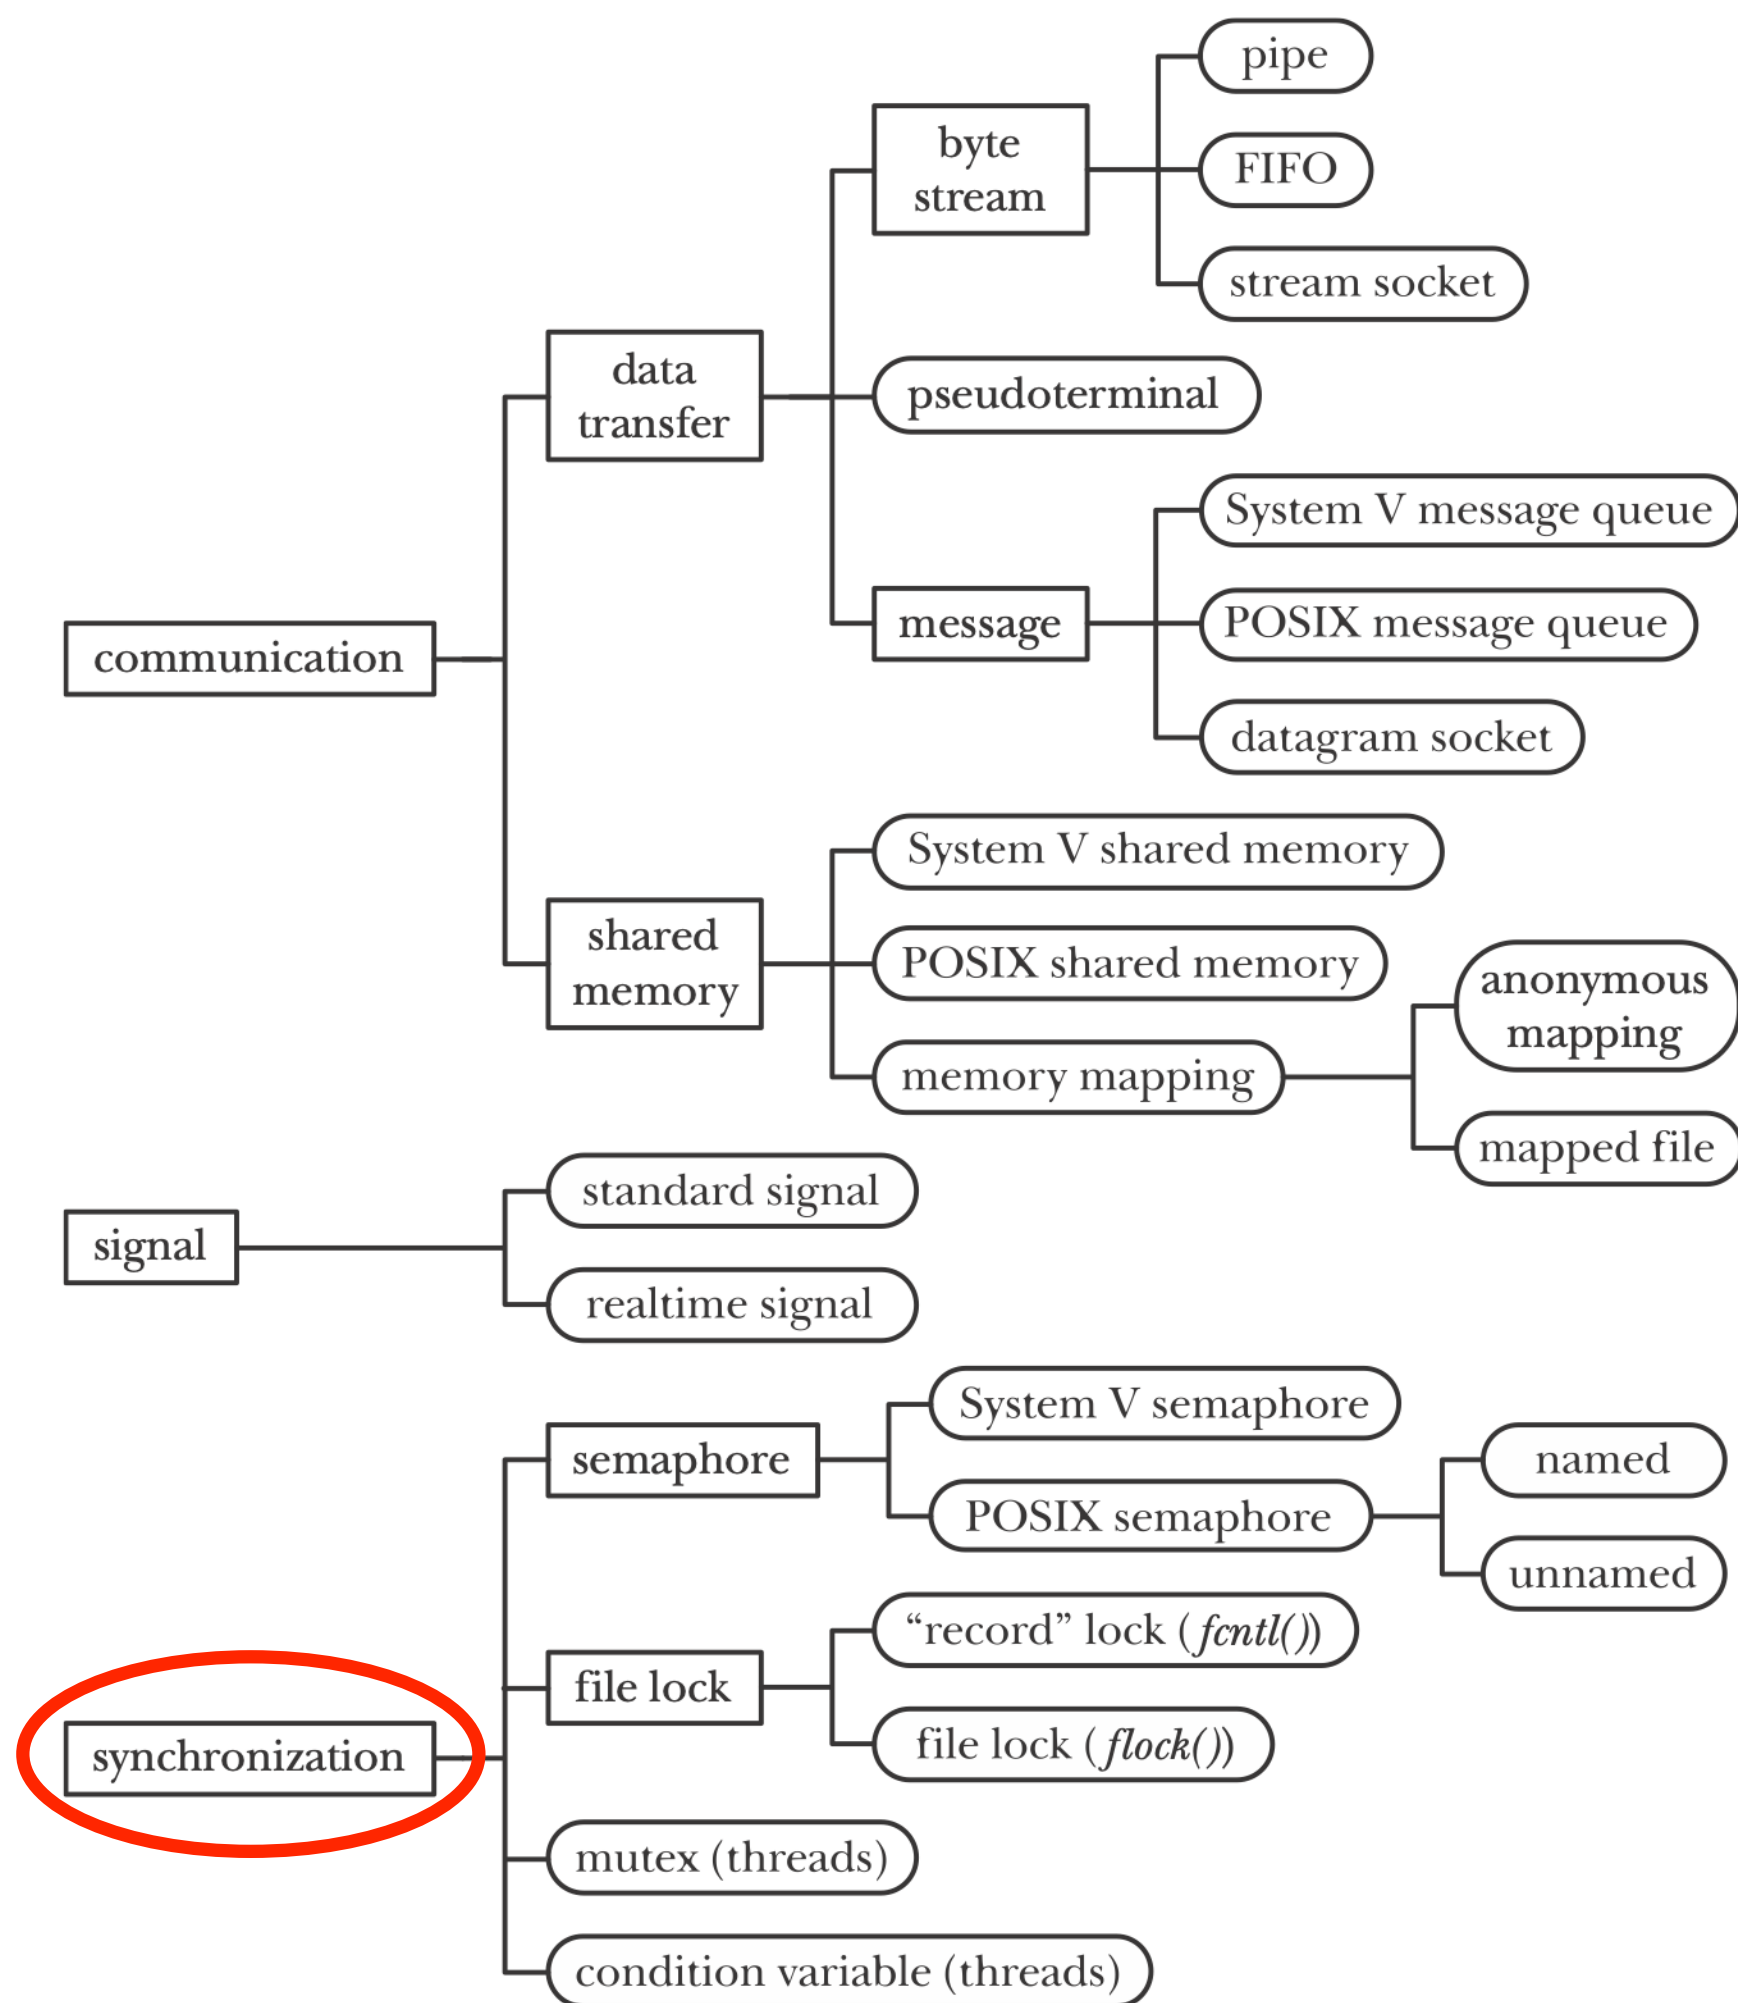 pipe
byte
stream
FIFO
stream socket
data
transfer
pseudoterminal
System V message queue
communication
message
POSIX message queue
datagram socket
System V shared memory
shared
memory
POSIX shared memory
anonymous
mapping
memory mapping
mapped file
standard signal
signal
realtime signal
System V semaphore
semaphore
named
POSIX semaphore
unnamed
“record” lock (fcntl())
file lock
synchronization
file lock (flock())
mutex (threads)
condition variable (threads)